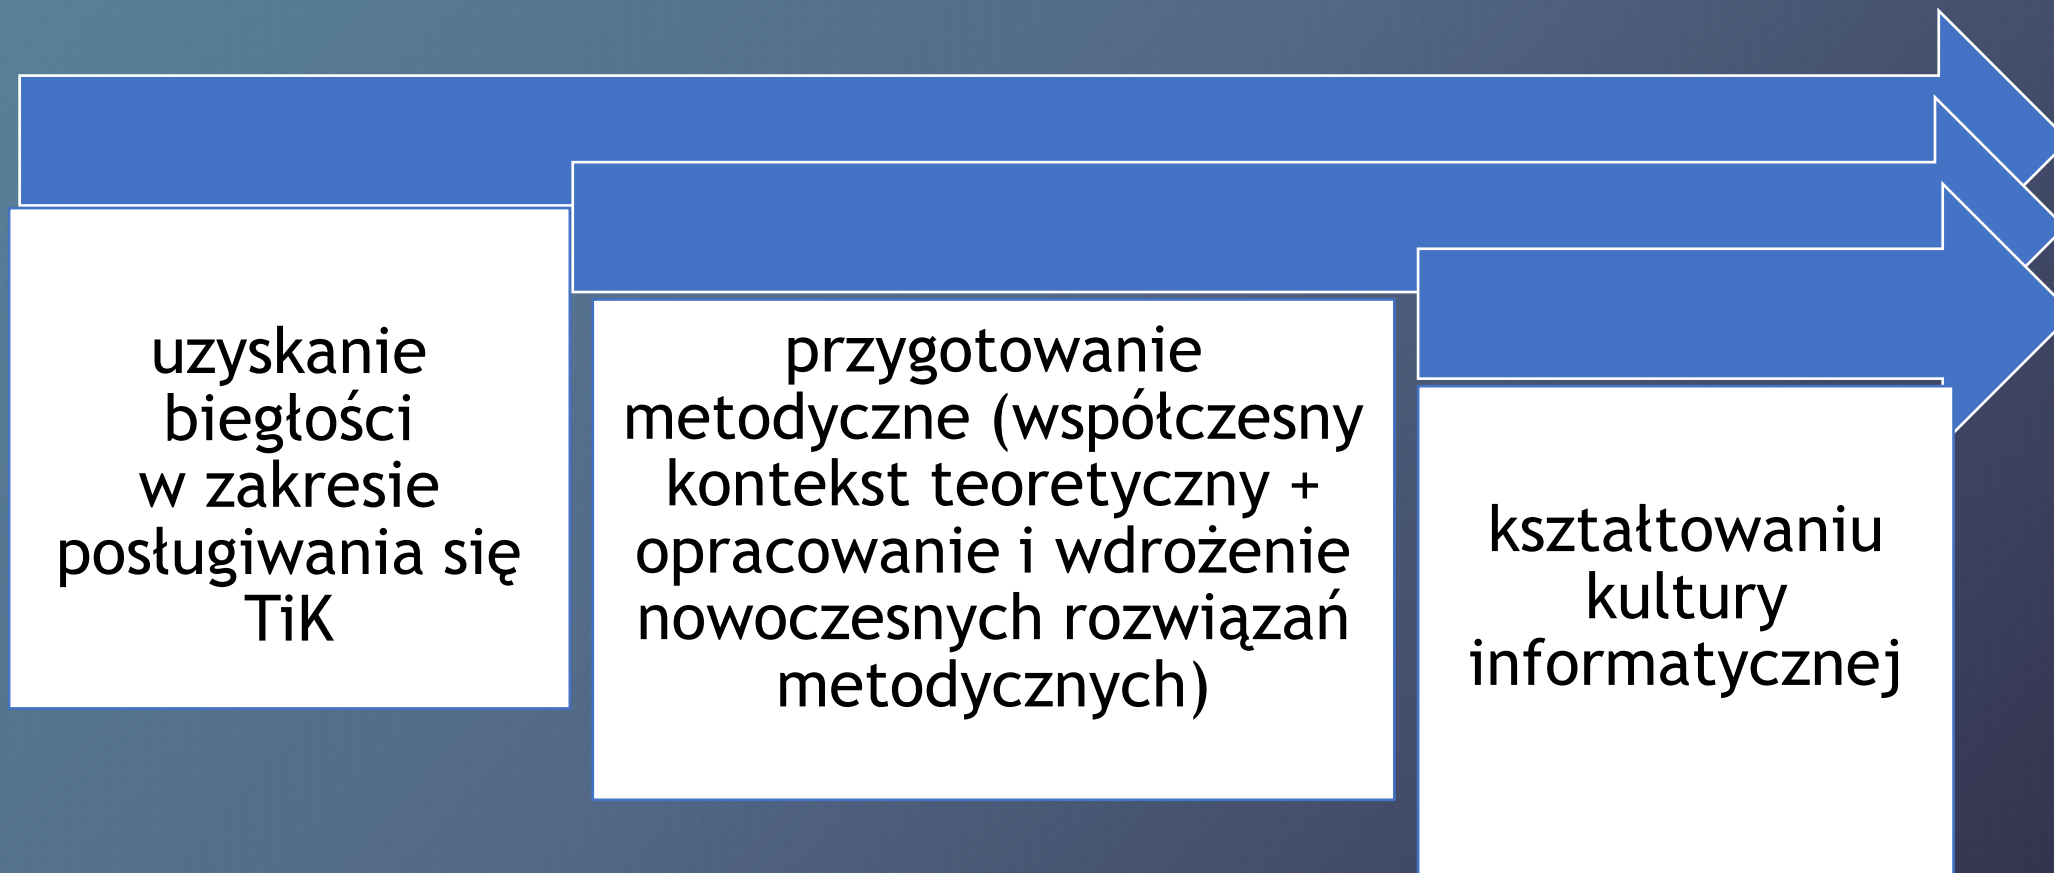 uzyskanie
biegłości
w zakresie
posługiwania się
TiK
przygotowanie
metodyczne (współczesny
kontekst teoretyczny +
opracowanie i wdrożenie
nowoczesnych rozwiązań
metodycznych)
kształtowaniu
kultury
informatycznej